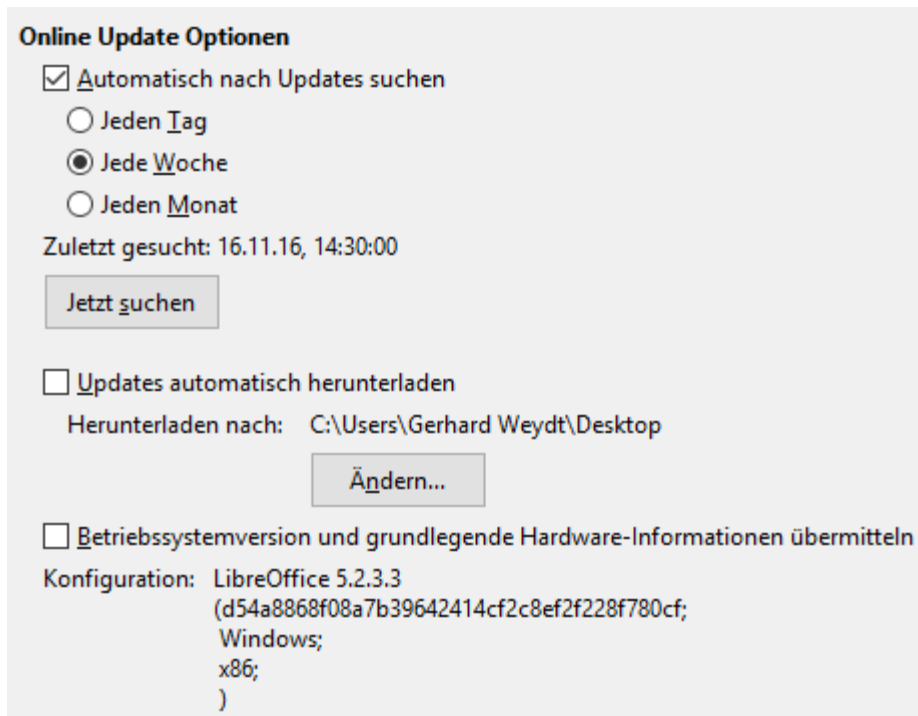 Online Update Optionen
Automatisch nach Updates suchen
Jeden Tag
Jede Woche
Jeden Monat
Zuletzt gesucht: 16.11.16, 14:30:00
Jetzt suchen
Updates automatisch herunterladen
Herunterladen nach: C:\Users\Gerhard Weydt\Desktop
Ändern...
Betriebssystemversion und grundlegende Hardware-Informationen übermitteln
Konfiguration: LibreOffice 5.2.3.3
(d54a8868f08a7b39642414cf2c8ef2f228f780cf;
Windows;
x86;
)